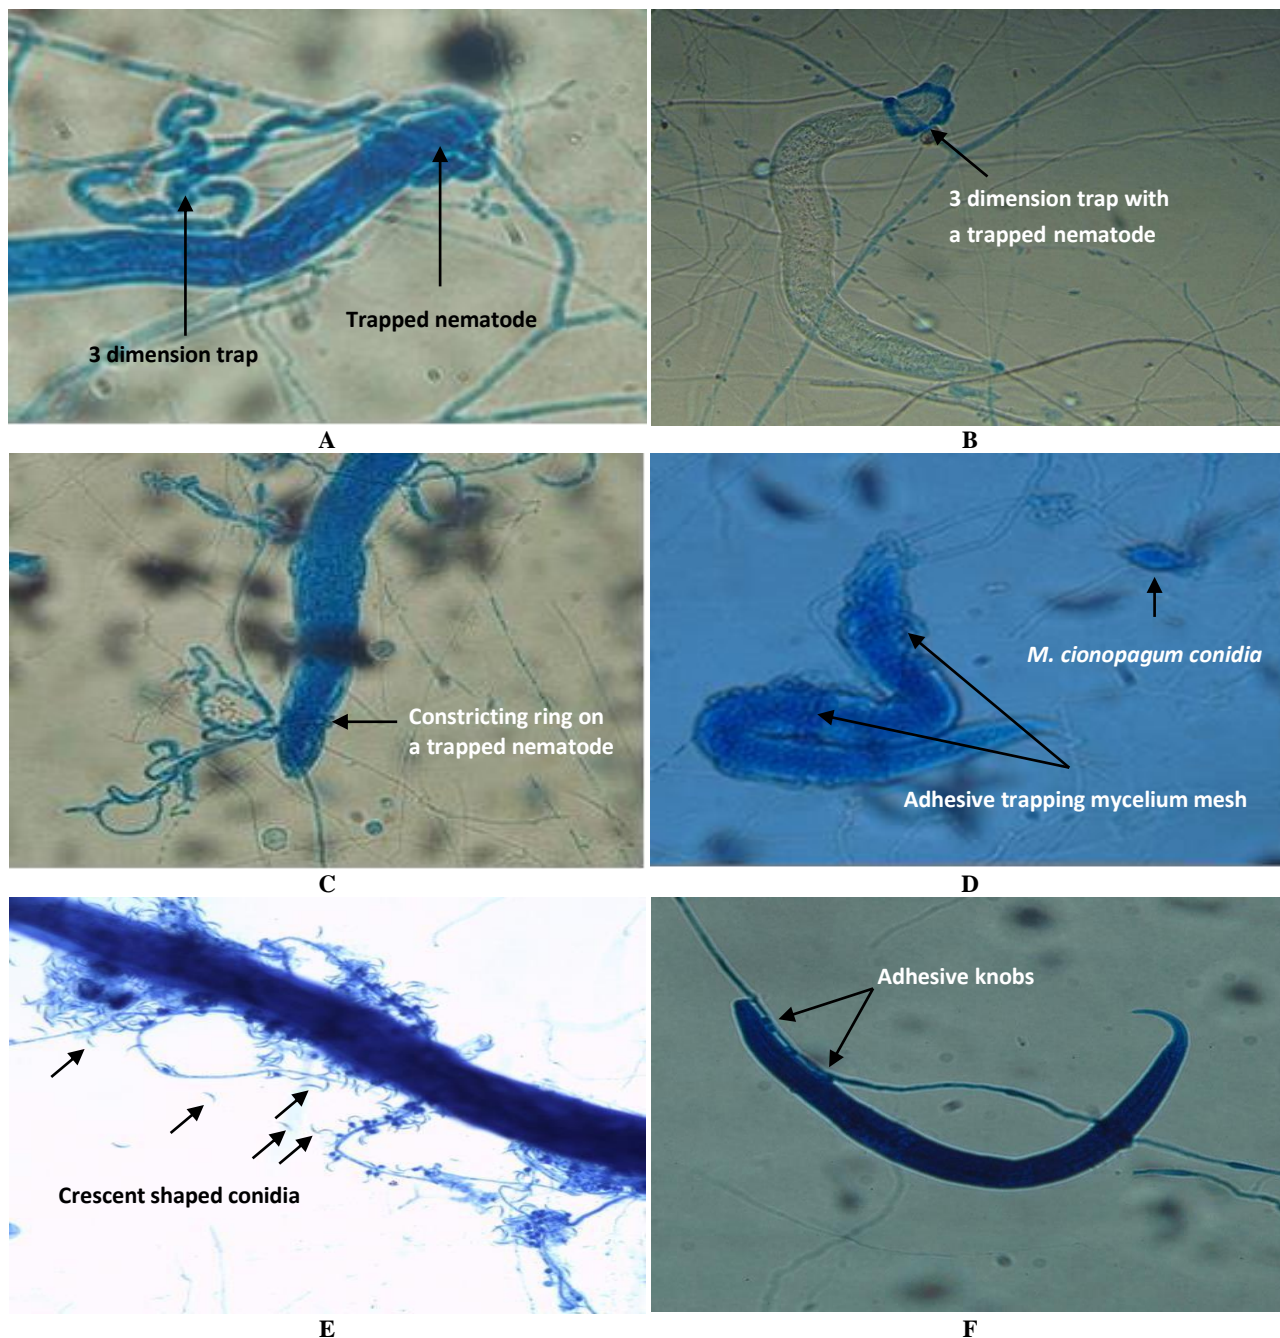 Trapped nematode
3 dimension trap
A
3 dimension trap with
a trapped nematode
B
Constricting ring on
a trapped nematode
C
M. cionopagum conidia
Adhesive trapping mycelium mesh
D
Crescent shaped conidia
E
Adhesive knobs
F